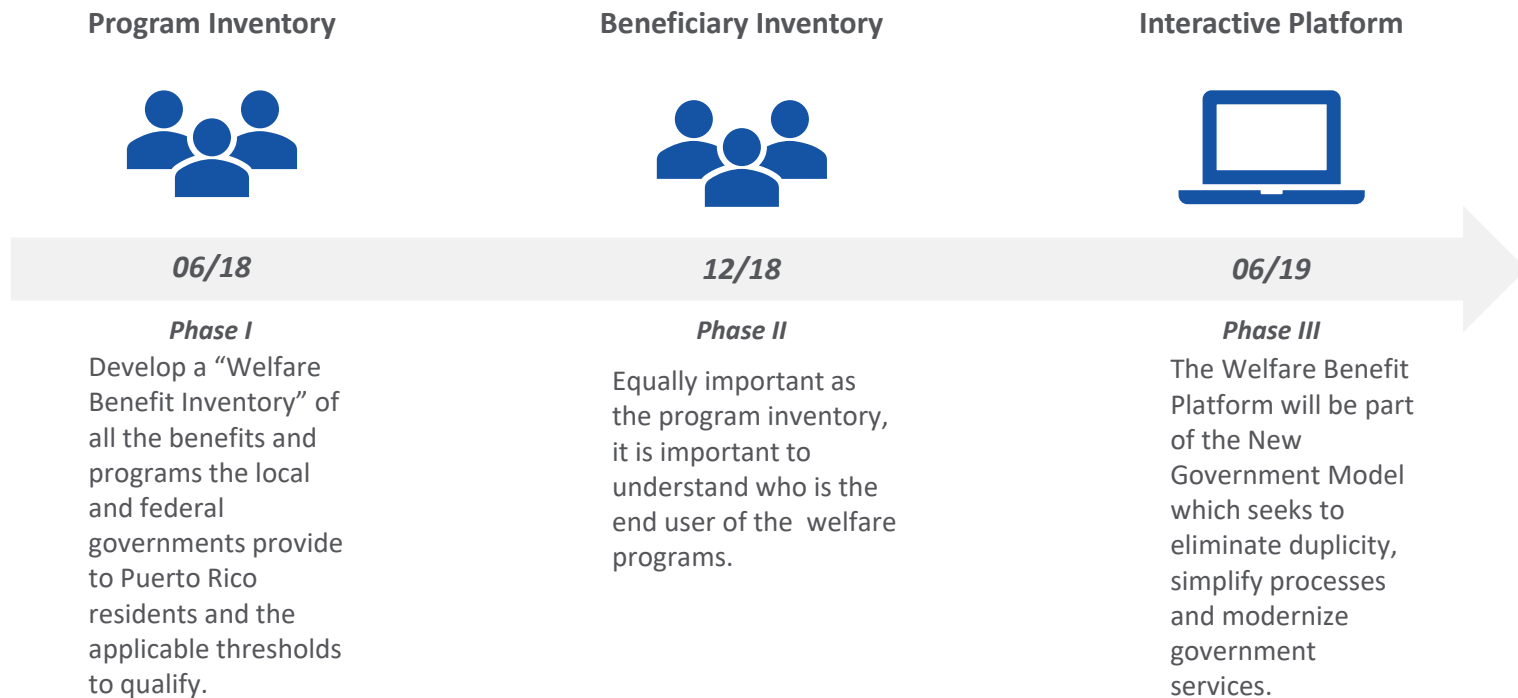 Program Inventory
Beneficiary Inventory
Interactive Platform
06/18
12/18
06/19
Phase I
Develop a “Welfare
Benefit Inventory” of
all the benefits and
programs the local
and federal
governments provide
to Puerto Rico
residents and the
applicable thresholds
to qualify.
Phase II
Equally important as
the program inventory,
it is important to
understand who is the
end user of the  welfare
programs.
Phase III
The Welfare Benefit
Platform will be part
of the New
Government Model
which seeks to
eliminate duplicity,
simplify processes
and modernize
government
services.